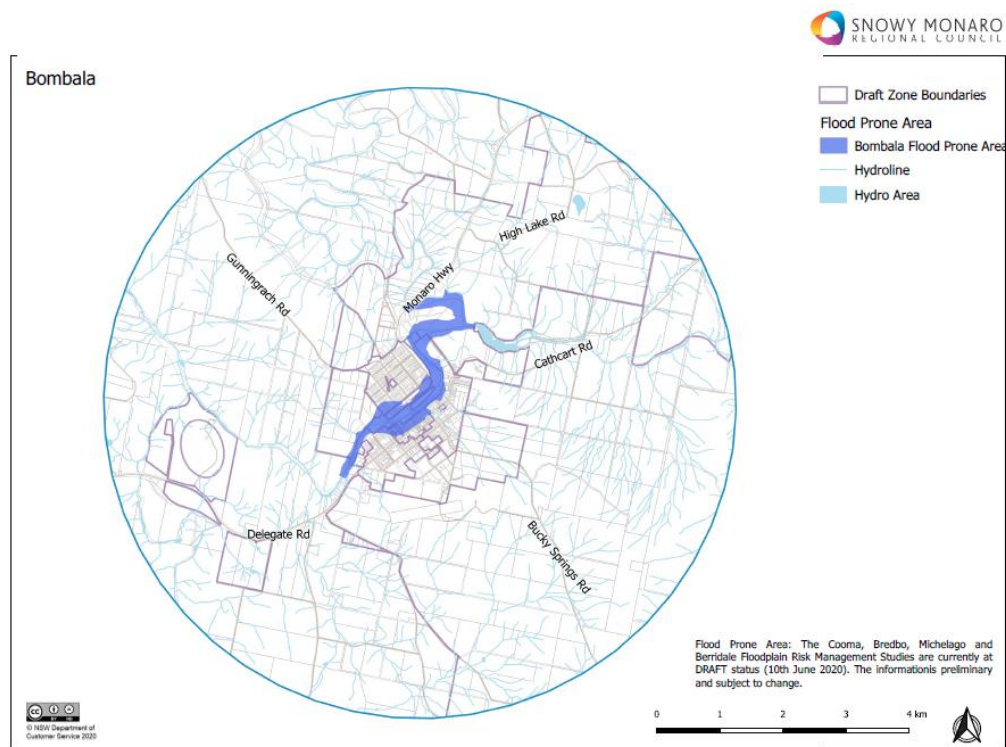 SNOWY MONARO
REGIONAL COUNCIL
Bombala
Draft Zone Boundaries
Flood Prone Area
Bombala Flood Prone Area
Hydroline
Hydro Area
High Lake Rd
Monaro Hwy
Gunningrach Rd
Cathcart Rd
Delegate Rd
Bucky Springs Rd
Flood Prone Area: The Cooma, Bredbo, Michelago and
Berridale Floodplain Risk Management Studies are currently at
DRAFT status (10th June 2020). The informationis preliminary
and subject to change.
0 1 2 3 4 km
cc
BY
© NSW Department of
Customer Service 2020